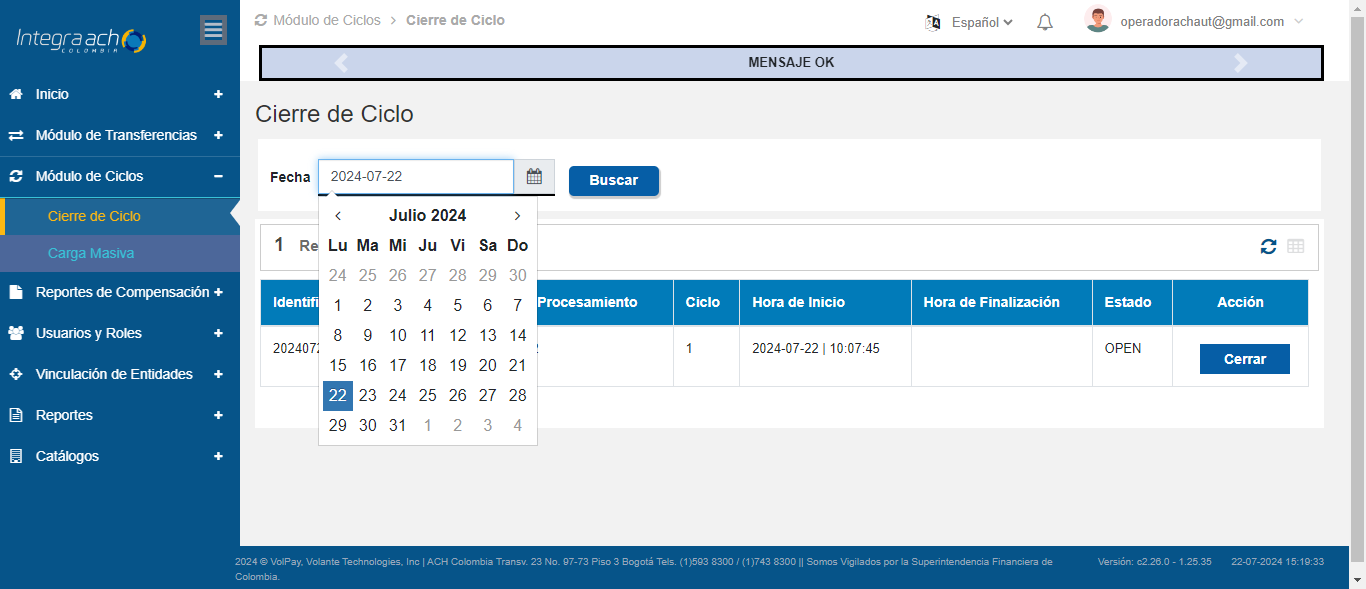 Integra ach
COLOMBIA
Módulo de Ciclos > Cierre de Ciclo
Español
operadorachaut@gmail.com
MENSAJE OK
Inicio +
Módulo de Transferencias +
Módulo de Ciclos −
Cierre de Ciclo
Carga Masiva
Reportes de Compensación +
Usuarios y Roles +
Vinculación de Entidades +
Reportes +
Catálogos +
Cierre de Ciclo
Fecha 2024-07-22 Buscar
‹ Julio 2024 ›
Lu Ma Mi Ju Vi Sa Do
24 25 26 27 28 29 30
1 2 3 4 5 6 7
8 9 10 11 12 13 14
15 16 17 18 19 20 21
22 23 24 25 26 27 28
29 30 31 1 2 3 4
1 Re
Identifi Procesamiento Ciclo Hora de Inicio Hora de Finalización Estado Acción
202407 1 2024-07-22 | 10:07:45 OPEN Cerrar
2024 © VolPay, Volante Technologies, Inc | ACH Colombia Transv. 23 No. 97-73 Piso 3 Bogotá Tels. (1)593 8300 / (1)743 8300 || Somos Vigilados por la Superintendencia Financiera de
Colombia.
Versión: c2.26.0 - 1.25.35 22-07-2024 15:19:33